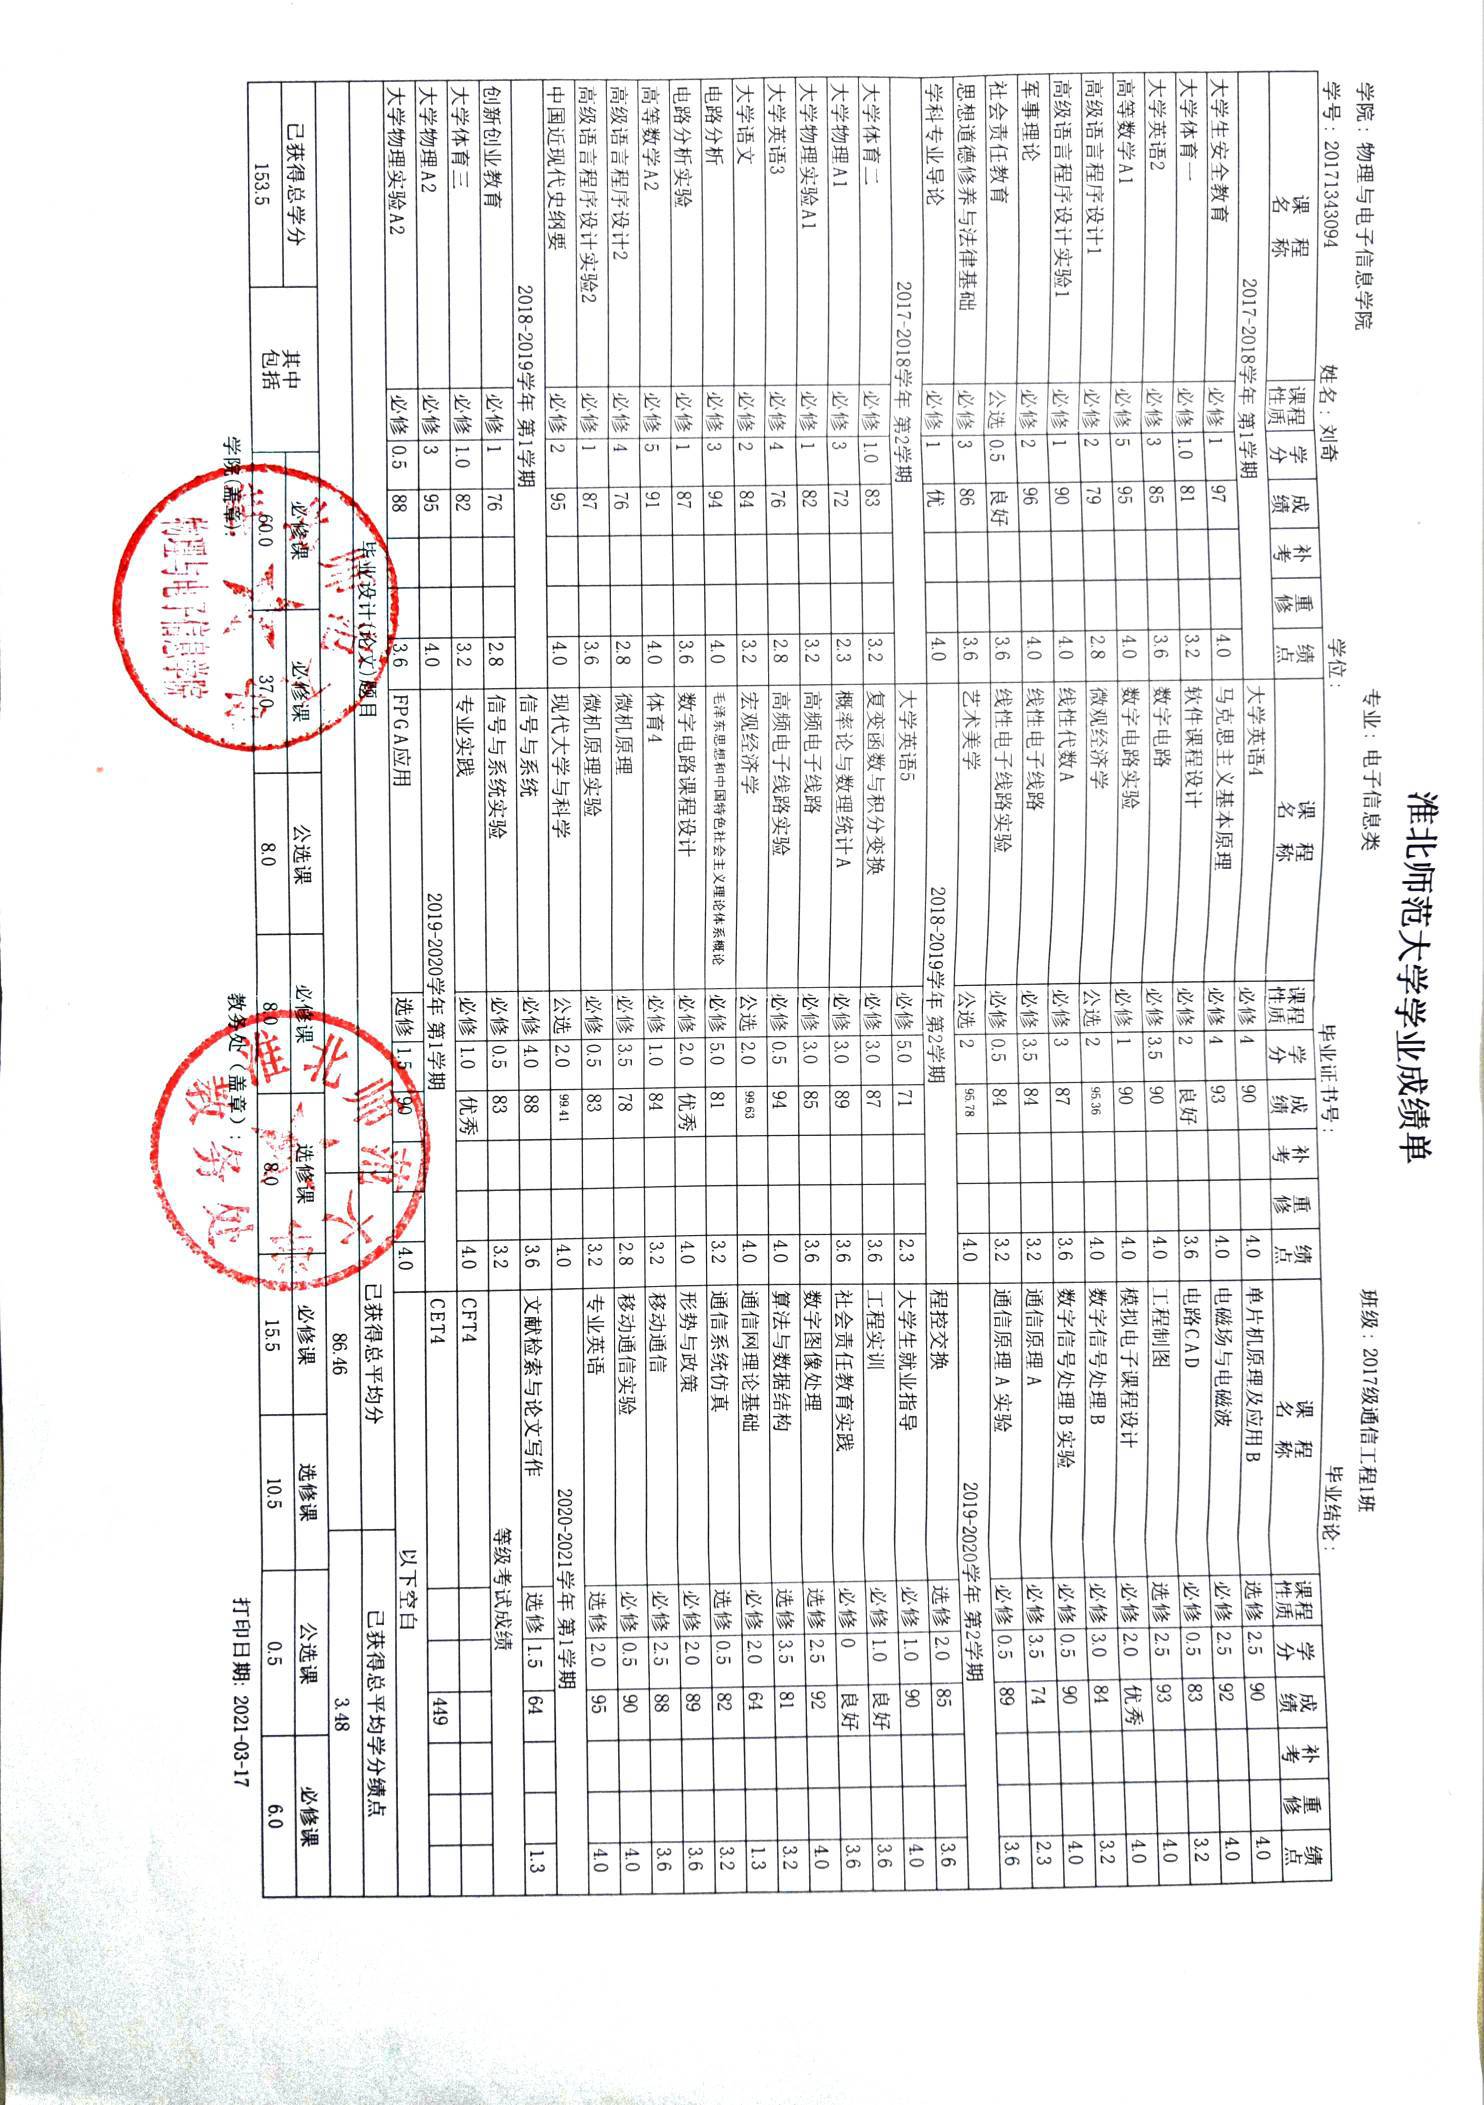 淮北师范大学学业成绩单
学院: 物理与电子信息学院 专业: 电子信息类 班级: 2017级通信工程1班
学号: 20171343094 姓名: 刘奇 学位: 毕业证书号: 毕业结论:
课程名称 课程性质 学分 成绩 补考 重修 绩点
2017-2018学年 第1学期
大学生安全教育 必修 1 97 4.0
大学体育一 必修 1.0 81 3.2
大学英语2 必修 3 85 3.6
高等数学A1 必修 5 95 4.0
高级语言程序设计1 必修 2 79 2.8
高级语言程序设计实验1 必修 1 90 4.0
军事理论 必修 2 96 4.0
社会责任教育 公选 0.5 良好 3.6
思想道德修养与法律基础 必修 3 86 3.6
学科专业导论 必修 1 优 4.0
2017-2018学年 第2学期
大学体育二 必修 1.0 83 3.2
大学物理A1 必修 3 72 2.3
大学物理实验A1 必修 1 82 3.2
大学英语3 必修 4 76 2.8
大学语文 必修 2 84 3.2
电路分析 必修 3 94 4.0
电路分析实验 必修 1 87 3.6
高等数学A2 必修 5 91 4.0
高级语言程序设计2 必修 4 76 2.8
高级语言程序设计实验2 必修 1 87 3.6
中国近现代史纲要 必修 2 95 4.0
2018-2019学年 第1学期
创新创业教育 必修 1 76 2.8
大学体育三 必修 1.0 82 3.2
大学物理A2 必修 3 95 4.0
大学物理实验A2 必修 0.5 88 3.6
课程名称 课程性质 学分 成绩 补考 重修 绩点
大学英语4 必修 4 90 4.0
马克思主义基本原理 必修 4 93 4.0
软件课程设计 必修 2 良好 3.6
数字电路 必修 3.5 90 4.0
数字电路实验 必修 1 90 4.0
微观经济学 公选 2 95.36 4.0
线性代数A 必修 3 87 3.6
线性电子线路 必修 3.5 84 3.2
线性电子线路实验 必修 0.5 84 3.2
艺术美学 公选 2 95.78 4.0
2018-2019学年 第2学期
大学英语5 必修 5.0 71 2.3
复变函数与积分变换 必修 3.0 87 3.6
概率论与数理统计A 必修 3.0 89 3.6
高频电子线路 必修 3.0 85 3.6
高频电子线路实验 必修 0.5 94 4.0
宏观经济学 公选 2.0 99.63 4.0
毛泽东思想和中国特色社会主义理论体系概论 必修 5.0 81 3.2
数字电路课程设计 必修 2.0 优秀 4.0
体育4 必修 1.0 84 3.2
微机原理 必修 3.5 78 2.8
微机原理实验 必修 0.5 83 3.2
现代大学与科学 公选 2.0 99.41 4.0
信号与系统 必修 4.0 88 3.6
信号与系统实验 必修 0.5 83 3.2
专业实践 必修 1.0 优秀 4.0
2019-2020学年 第1学期
FPGA应用 选修 1.5 90 4.0
课程名称 课程性质 学分 成绩 补考 重修 绩点
单片机原理及应用B 选修 2.5 90 4.0
电磁场与电磁波 必修 2.5 92 4.0
电路CAD 必修 0.5 83 3.2
工程制图 选修 2.5 93 4.0
模拟电子课程设计 必修 2.0 优秀 4.0
数字信号处理B 必修 3.0 84 3.2
数字信号处理B实验 必修 0.5 90 4.0
通信原理A 必修 3.5 74 2.3
通信原理A实验 必修 0.5 89 3.6
2019-2020学年 第2学期
程控交换 选修 2.0 85 3.6
大学生就业指导 必修 1.0 90 4.0
工程实训 必修 1.0 良好 3.6
社会责任教育实践 必修 0 良好 3.6
数字图像处理 选修 2.5 92 4.0
算法与数据结构 选修 3.5 81 3.2
通信网理论基础 必修 2.0 64 1.3
通信系统仿真 选修 0.5 82 3.2
形势与政策 必修 2.0 89 3.6
移动通信 必修 2.5 88 3.6
移动通信实验 必修 0.5 90 4.0
专业英语 选修 2.0 95 4.0
2020-2021学年 第1学期
文献检索与论文写作 选修 1.5 64 1.3
等级考试成绩
CFT4
CET4 449
以下空白
毕业设计(论文)题目 已获得总平均分 已获得总平均学分绩点
86.46 3.48
已获得总学分 其中包括 必修课 必修课 公选课 必修课 选修课 必修课 选修课 公选课 必修课
153.5 60.0 37.0 8.0 8.0 8.0 15.5 10.5 0.5 6.0
学院(盖章): 教务处(盖章): 打印日期: 2021-03-17
物理与电子信息学院
淮北师范大学
教务处